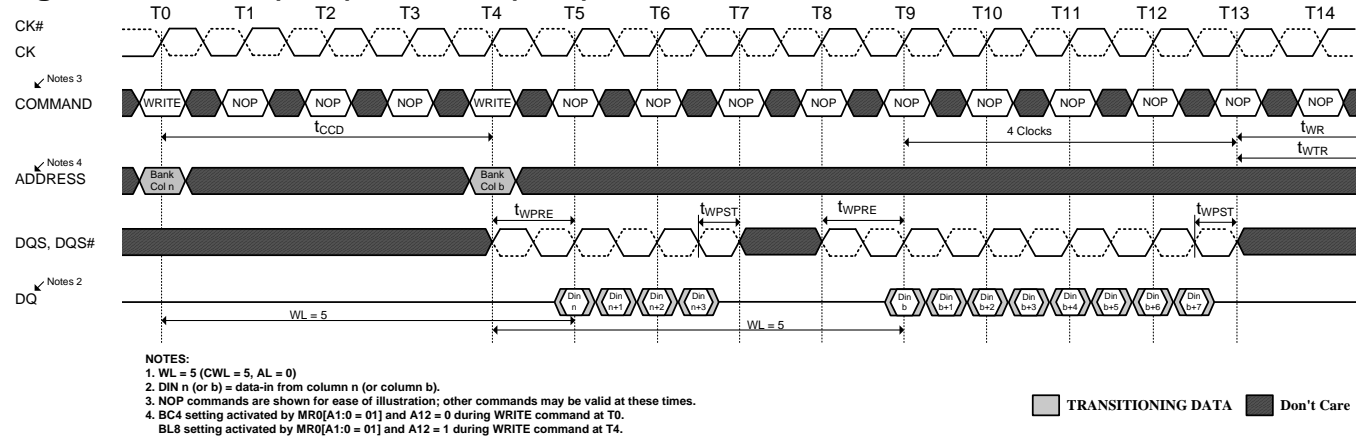 T0 T1 T2 T3 T4 T5 T6 T7 T8 T9 T10 T11 T12 T13 T14
CK#
CK
Notes 3
COMMAND
WRITE NOP NOP NOP WRITE NOP NOP NOP NOP NOP NOP NOP NOP NOP NOP
tCCD
4 Clocks
tWR
tWTR
Notes 4
ADDRESS
Bank
Col n
Bank
Col b
tWPRE
tWPST
tWPRE
tWPST
DQS, DQS#
Notes 2
DQ
Din
n
Din
n+1
Din
n+2
Din
n+3
Din
b
Din
b+1
Din
b+2
Din
b+3
Din
b+4
Din
b+5
Din
b+6
Din
b+7
WL = 5
WL = 5
NOTES:
1. WL = 5 (CWL = 5, AL = 0)
2. DIN n (or b) = data-in from column n (or column b).
3. NOP commands are shown for ease of illustration; other commands may be valid at these times.
4. BC4 setting activated by MR0[A1:0 = 01] and A12 = 0 during WRITE command at T0.
BL8 setting activated by MR0[A1:0 = 01] and A12 = 1 during WRITE command at T4.
TRANSITIONING DATA
Don't Care